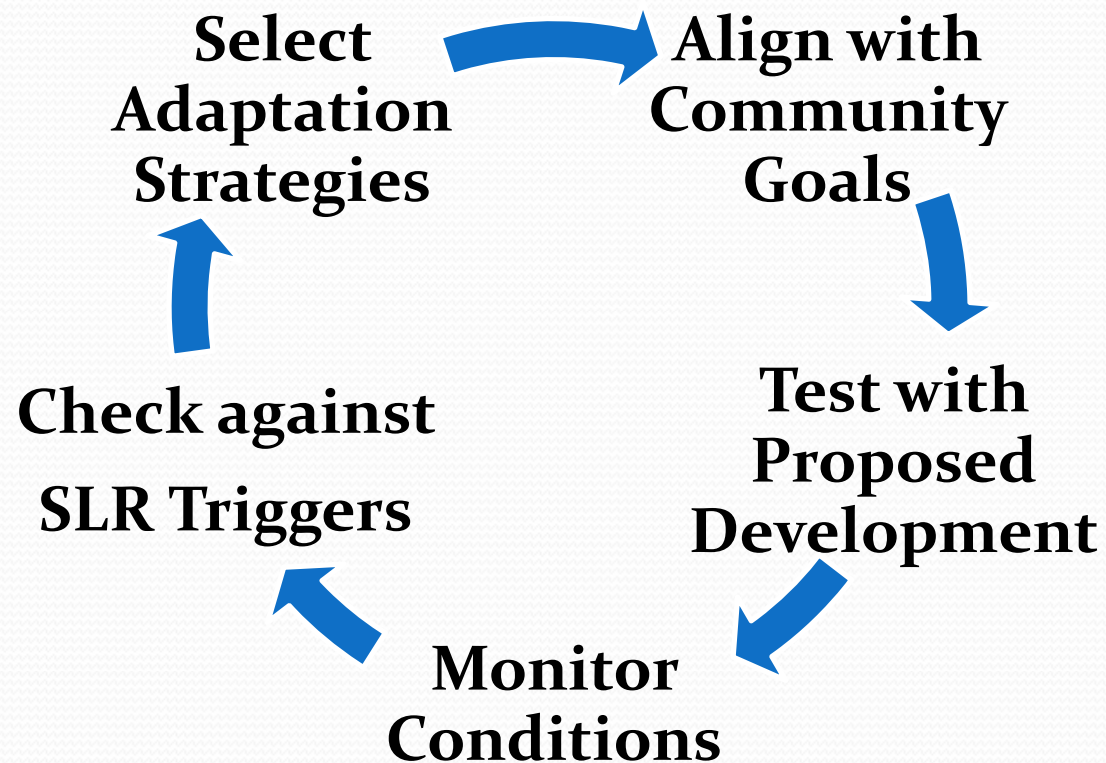 Select
Adaptation
Strategies
Align with
Community
Goals
Test with
Proposed
Development
Monitor
Conditions
Check against
SLR Triggers